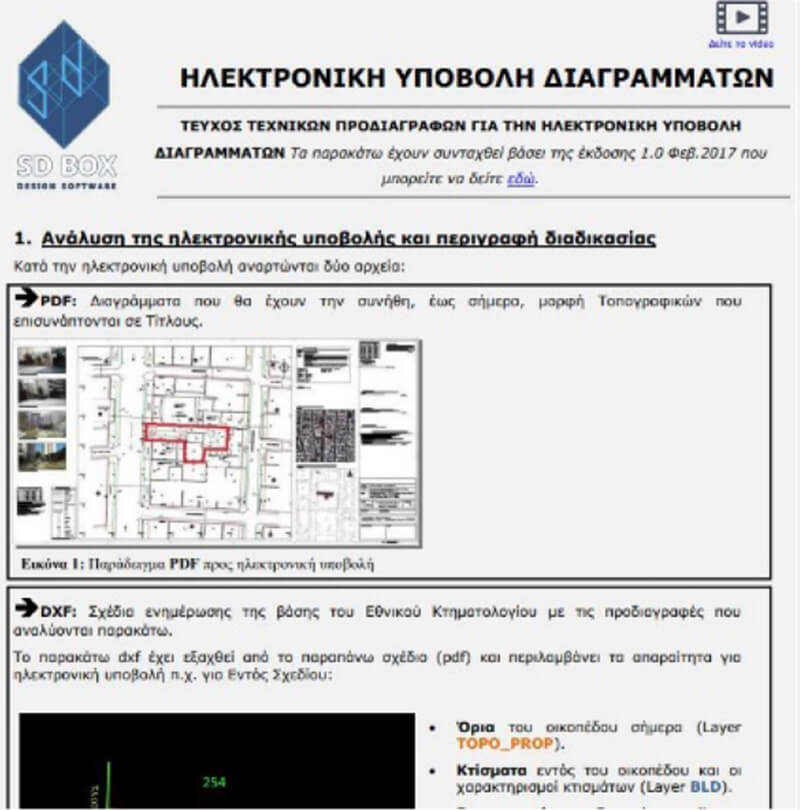 Δείτε το video
SD BOX
DESIGN SOFTWARE
ΗΛΕΚΤΡΟΝΙΚΗ ΥΠΟΒΟΛΗ ΔΙΑΓΡΑΜΜΑΤΩΝ
ΤΕΥΧΟΣ ΤΕΧΝΙΚΩΝ ΠΡΟΔΙΑΓΡΑΦΩΝ ΓΙΑ ΤΗΝ ΗΛΕΚΤΡΟΝΙΚΗ ΥΠΟΒΟΛΗ
ΔΙΑΓΡΑΜΜΑΤΩΝ Τα παρακάτω έχουν συνταχθεί βάσει της έκδοσης 1.0 Φεβ.2017 που
μπορείτε να δείτε εδώ.
1. Ανάλυση της ηλεκτρονικής υποβολής και περιγραφή διαδικασίας
Κατά την ηλεκτρονική υποβολή αναρτώνται δύο αρχεία:
PDF: Διαγράμματα που θα έχουν την συνήθη, έως σήμερα, μορφή Τοπογραφικών που
επισυνάπτονται σε Τίτλους.
Εικόνα 1: Παράδειγμα PDF προς ηλεκτρονική υποβολή
DXF: Σχέδια ενημέρωσης της βάσης του Εθνικού Κτηματολογίου με τις προδιαγραφές που
αναλύονται παρακάτω.
Το παρακάτω dxf έχει εξαχθεί από το παραπάνω σχέδιο (pdf) και περιλαμβάνει τα απαραίτητα για
ηλεκτρονική υποβολή π.χ. για Εντός Σχεδίου:
254
• Όρια του οικοπέδου σήμερα (Layer
TOPO_PROP).
• Κτίσματα εντός του οικοπέδου και οι
χαρακτηρισμοί κτισμάτων (Layer BLD).